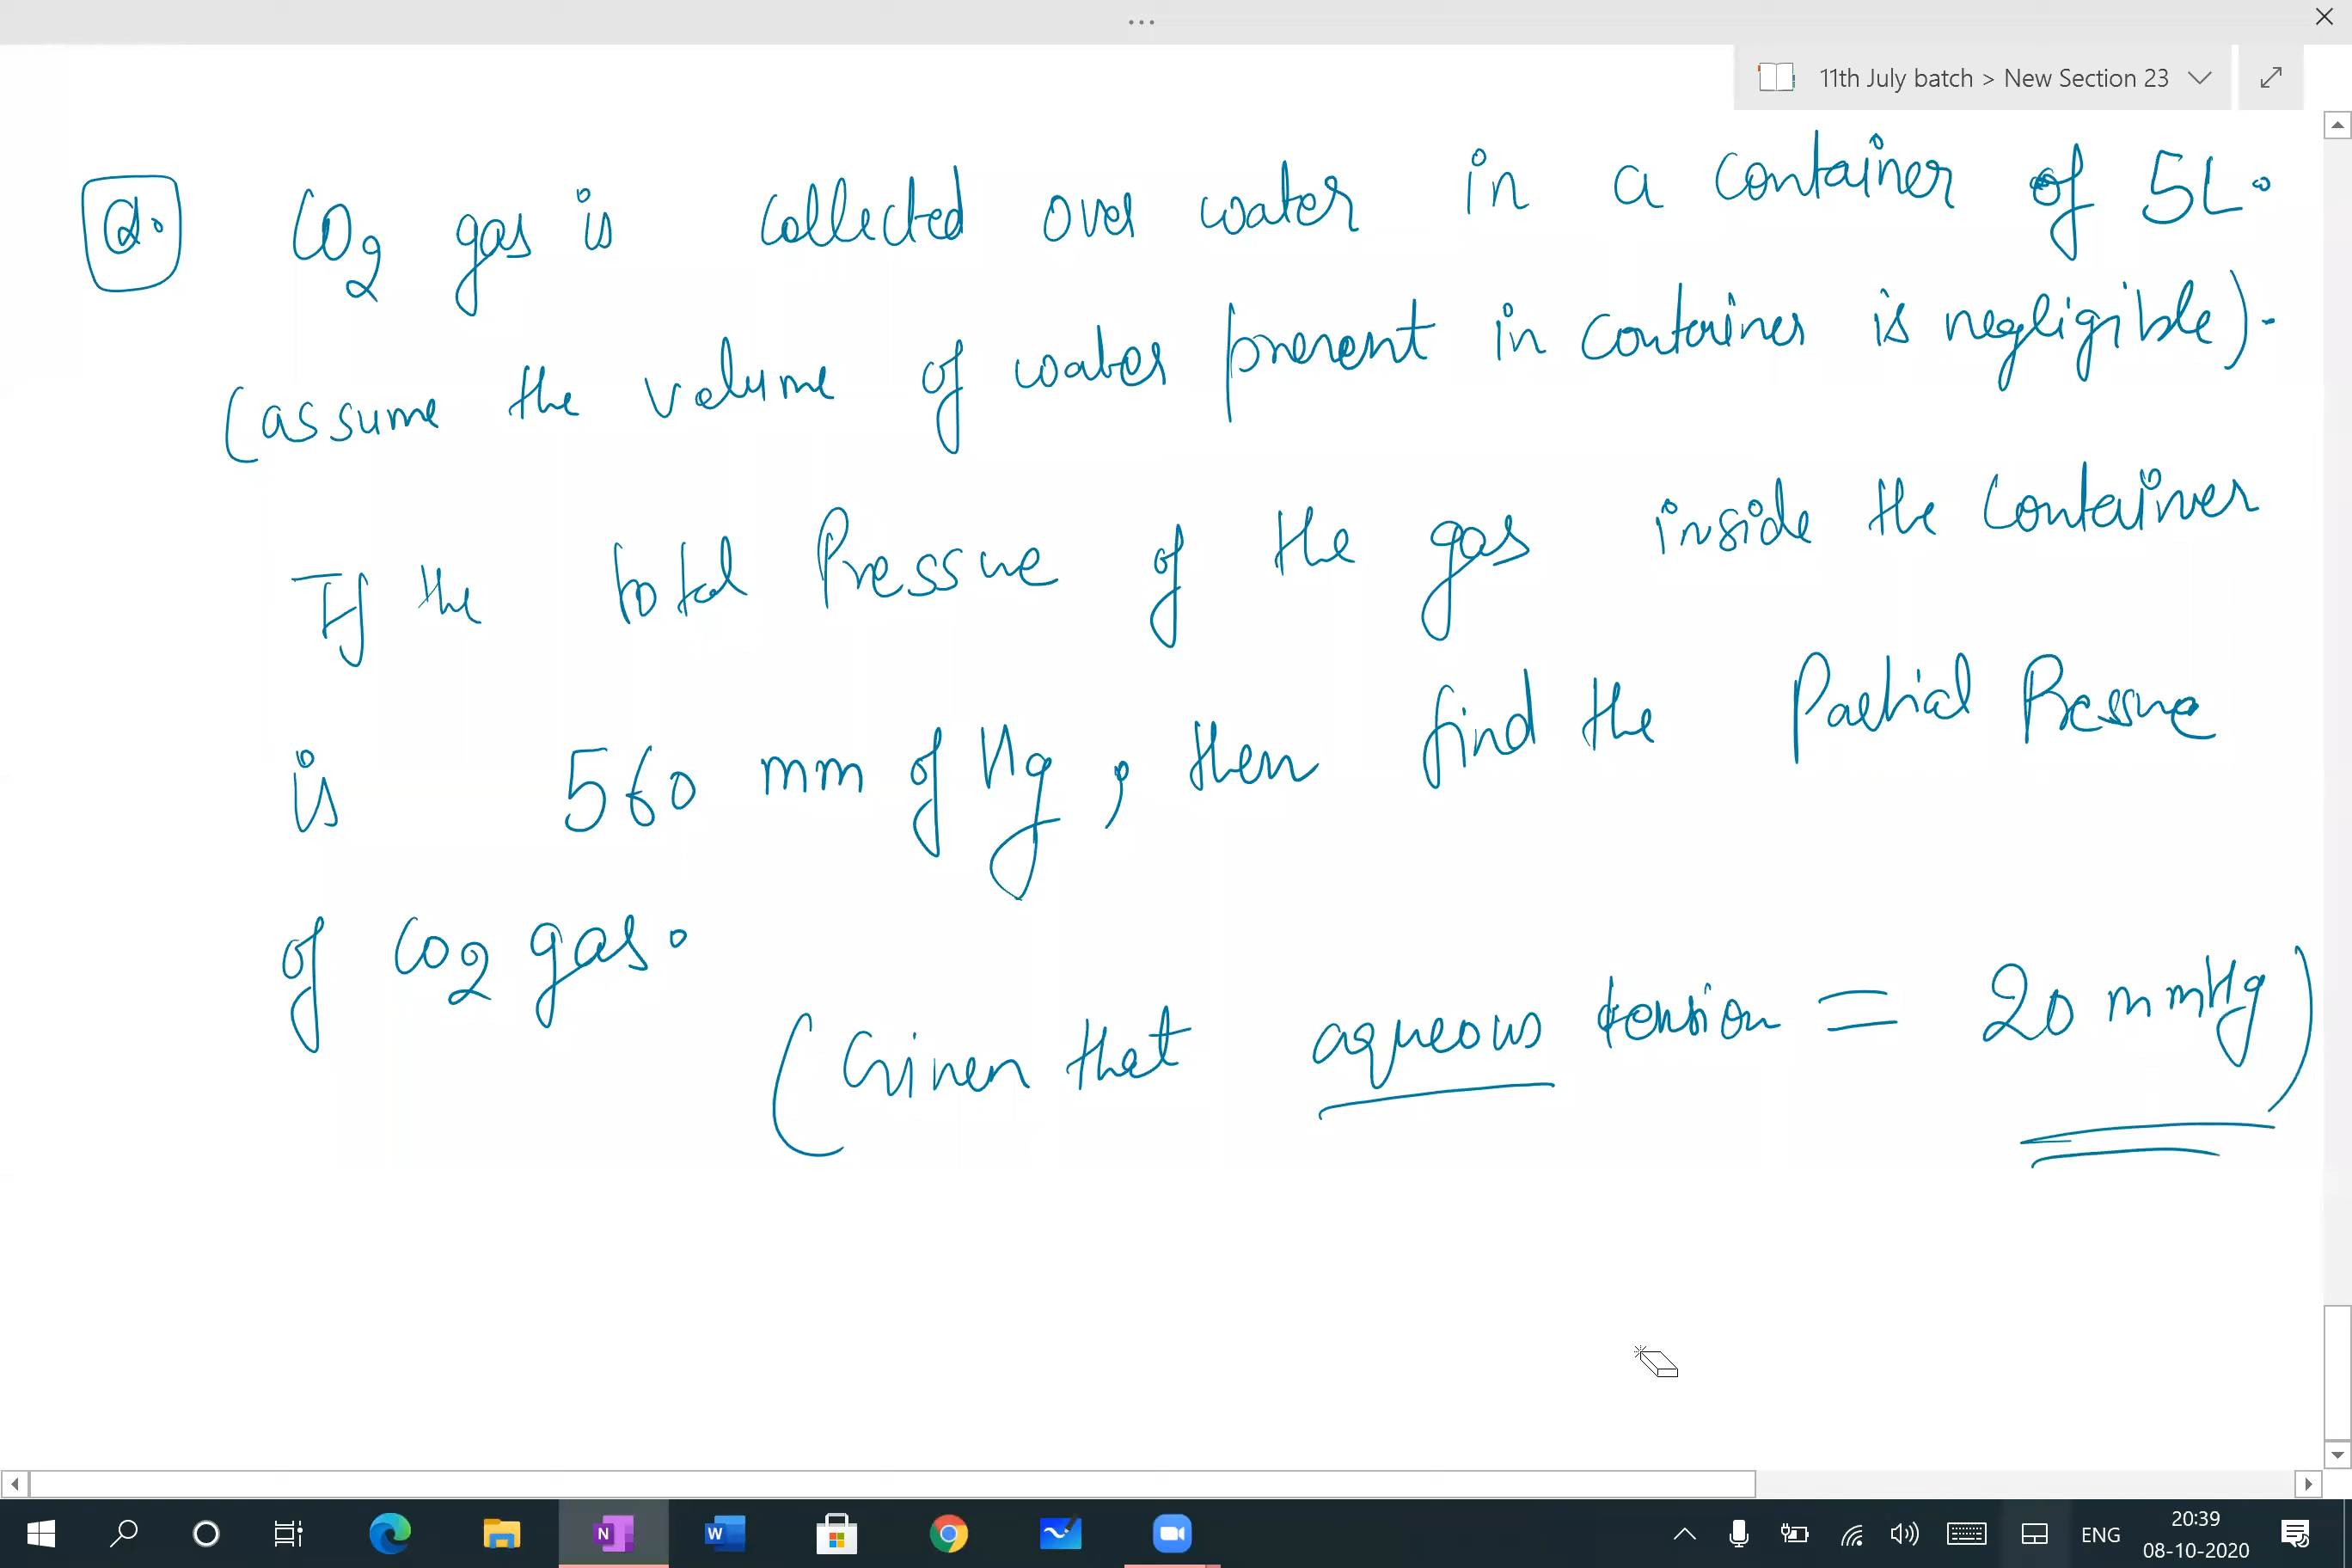 11th July batch > New Section 23
Q. CO2 gas is collected over water in a container of 5L.
(assume the volume of water present in container is negligible).
If the total Pressure of the gas inside the container
is 560 mm of Hg, then find the Partial Pressure
of CO2 gas.
(Given that aqueous tension = 20 mmHg)
ENG
20:39
08-10-2020